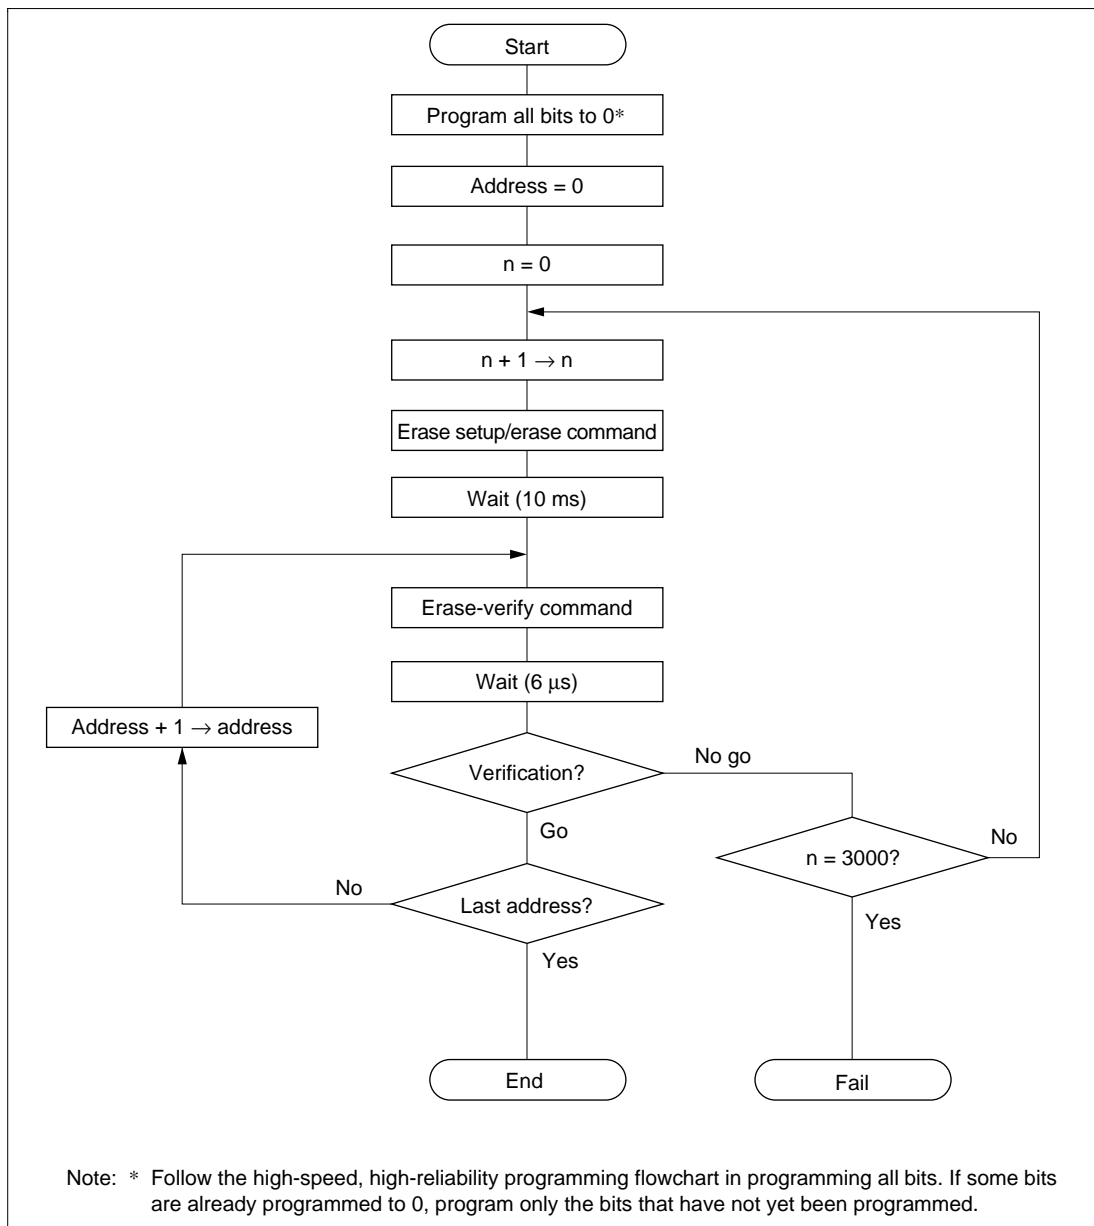 Start
Program all bits to 0*
Address = 0
n = 0
n + 1 → n
Erase setup/erase command
Wait (10 ms)
Erase-verify command
Wait (6 μs)
Address + 1 → address
Verification?
No go
Go
n = 3000?
No
No
Last address?
Yes
Yes
End
Fail
Note: * Follow the high-speed, high-reliability programming flowchart in programming all bits. If some bits
are already programmed to 0, program only the bits that have not yet been programmed.